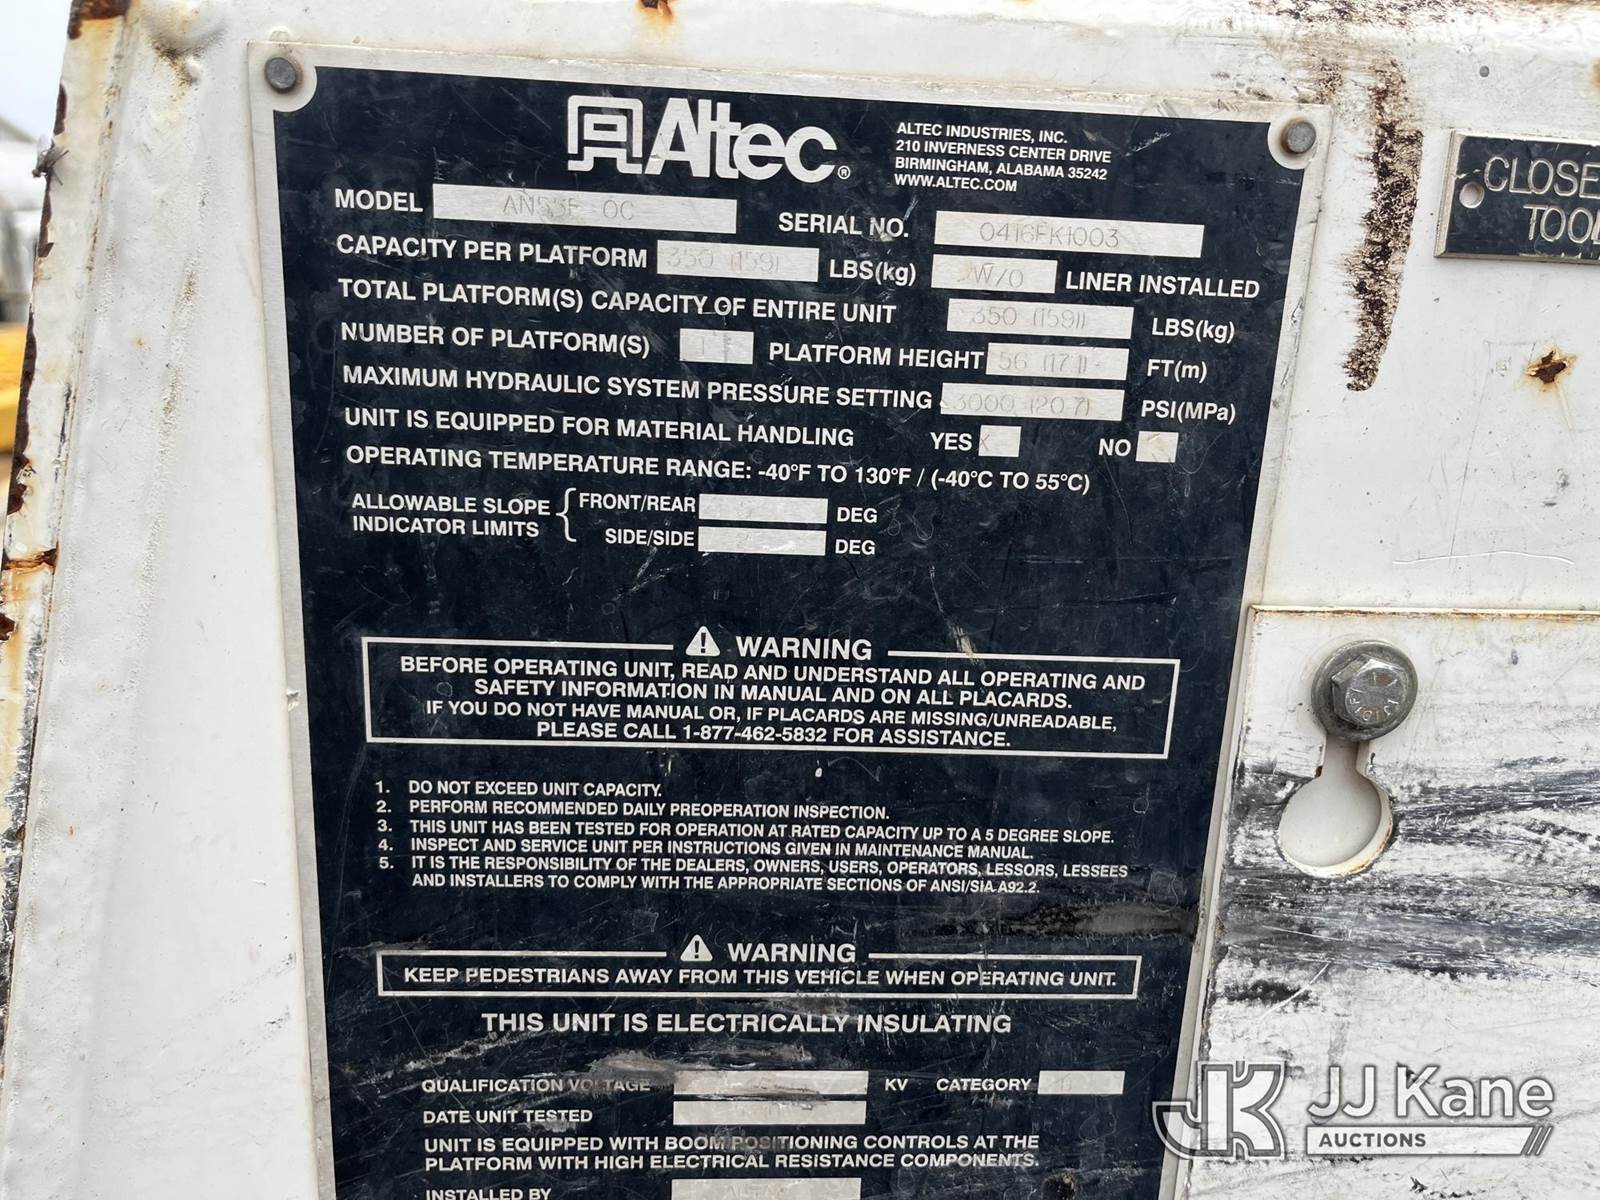 Altec®
ALTEC INDUSTRIES, INC.
210 INVERNESS CENTER DRIVE
BIRMINGHAM, ALABAMA 35242
WWW.ALTEC.COM
MODEL OC
SERIAL NO.
CAPACITY PER PLATFORM 350 (159) LBS(kg) W/O LINER INSTALLED
TOTAL PLATFORM(S) CAPACITY OF ENTIRE UNIT 350 (159) LBS(kg)
NUMBER OF PLATFORM(S) 1 PLATFORM HEIGHT 56 (17.1) FT(m)
MAXIMUM HYDRAULIC SYSTEM PRESSURE SETTING 3000 (20.7) PSI(MPa)
UNIT IS EQUIPPED FOR MATERIAL HANDLING YES X NO
OPERATING TEMPERATURE RANGE: -40°F TO 130°F / (-40°C TO 55°C)
ALLOWABLE SLOPE INDICATOR LIMITS
FRONT/REAR DEG
SIDE/SIDE DEG
WARNING
BEFORE OPERATING UNIT, READ AND UNDERSTAND ALL OPERATING AND
SAFETY INFORMATION IN MANUAL AND ON ALL PLACARDS.
IF YOU DO NOT HAVE MANUAL OR, IF PLACARDS ARE MISSING/UNREADABLE,
PLEASE CALL 1-877-462-5832 FOR ASSISTANCE.
1. DO NOT EXCEED UNIT CAPACITY.
2. PERFORM RECOMMENDED DAILY PREOPERATION INSPECTION.
3. THIS UNIT HAS BEEN TESTED FOR OPERATION AT RATED CAPACITY UP TO A 5 DEGREE SLOPE.
4. INSPECT AND SERVICE UNIT PER INSTRUCTIONS GIVEN IN MAINTENANCE MANUAL.
5. IT IS THE RESPONSIBILITY OF THE DEALERS, OWNERS, USERS, OPERATORS, LESSORS, LESSEES
AND INSTALLERS TO COMPLY WITH THE APPROPRIATE SECTIONS OF ANSI/SIA A92.2.
WARNING
KEEP PEDESTRIANS AWAY FROM THIS VEHICLE WHEN OPERATING UNIT.
THIS UNIT IS ELECTRICALLY INSULATING
QUALIFICATION VOLTAGE KV CATEGORY
DATE UNIT TESTED
UNIT IS EQUIPPED WITH BOOM POSITIONING CONTROLS AT THE
PLATFORM WITH HIGH ELECTRICAL RESISTANCE COMPONENTS.
INSTALLED BY ALTEC
CLOSE
TOOL
JJ Kane
AUCTIONS